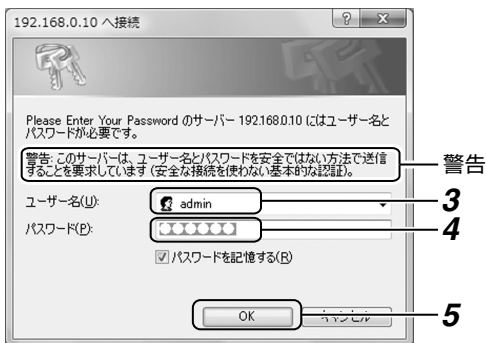 192.168.0.10 へ接続
Please Enter Your Password のサーバー 192.168.0.10 にはユーザー名と
パスワードが必要です。
警告: このサーバーは、ユーザー名とパスワードを安全ではない方法で送信
することを要求しています (安全な接続を使わない基本的な認証)。
警告
ユーザー名(U):
admin
3
パスワード(P):
4
パスワードを記憶する(R)
OK
キャンセル
5